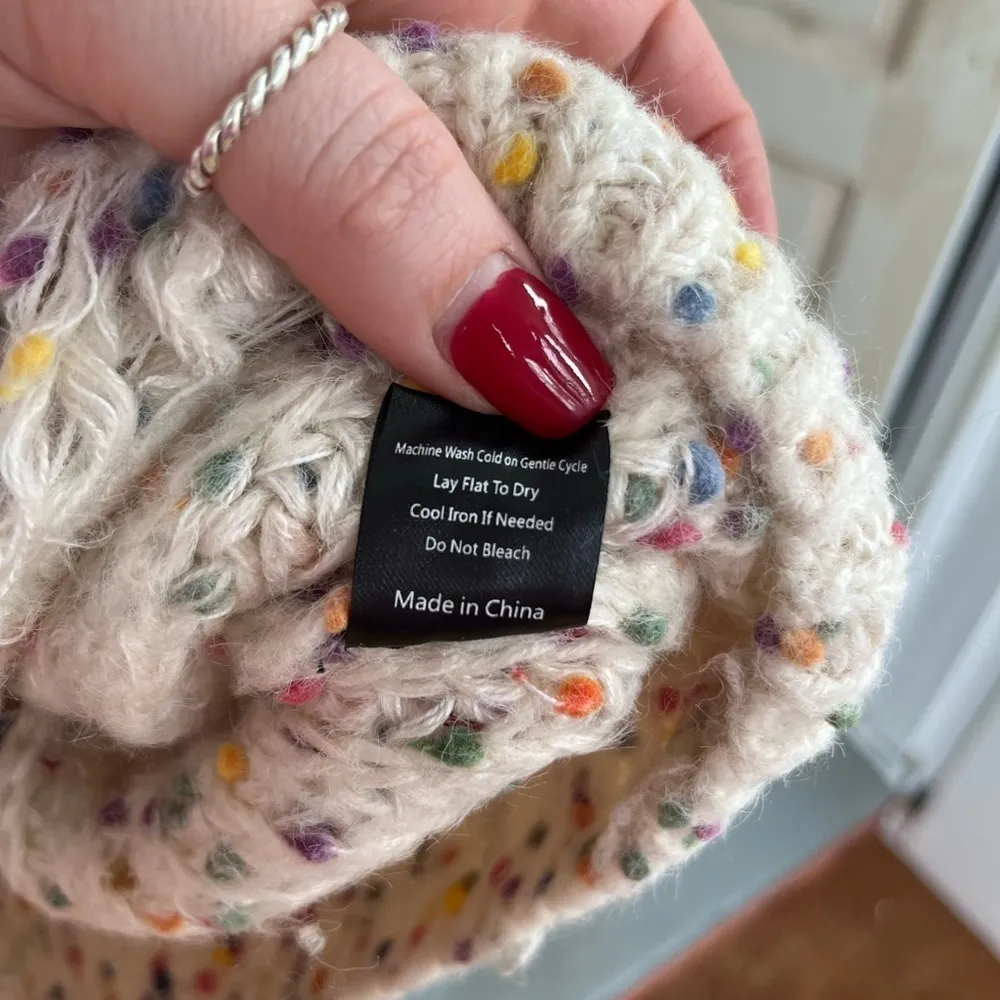 Machine Wash Cold on Gentle Cycle
Lay Flat To Dry
Cool Iron If Needed
Do Not Bleach
Made in China